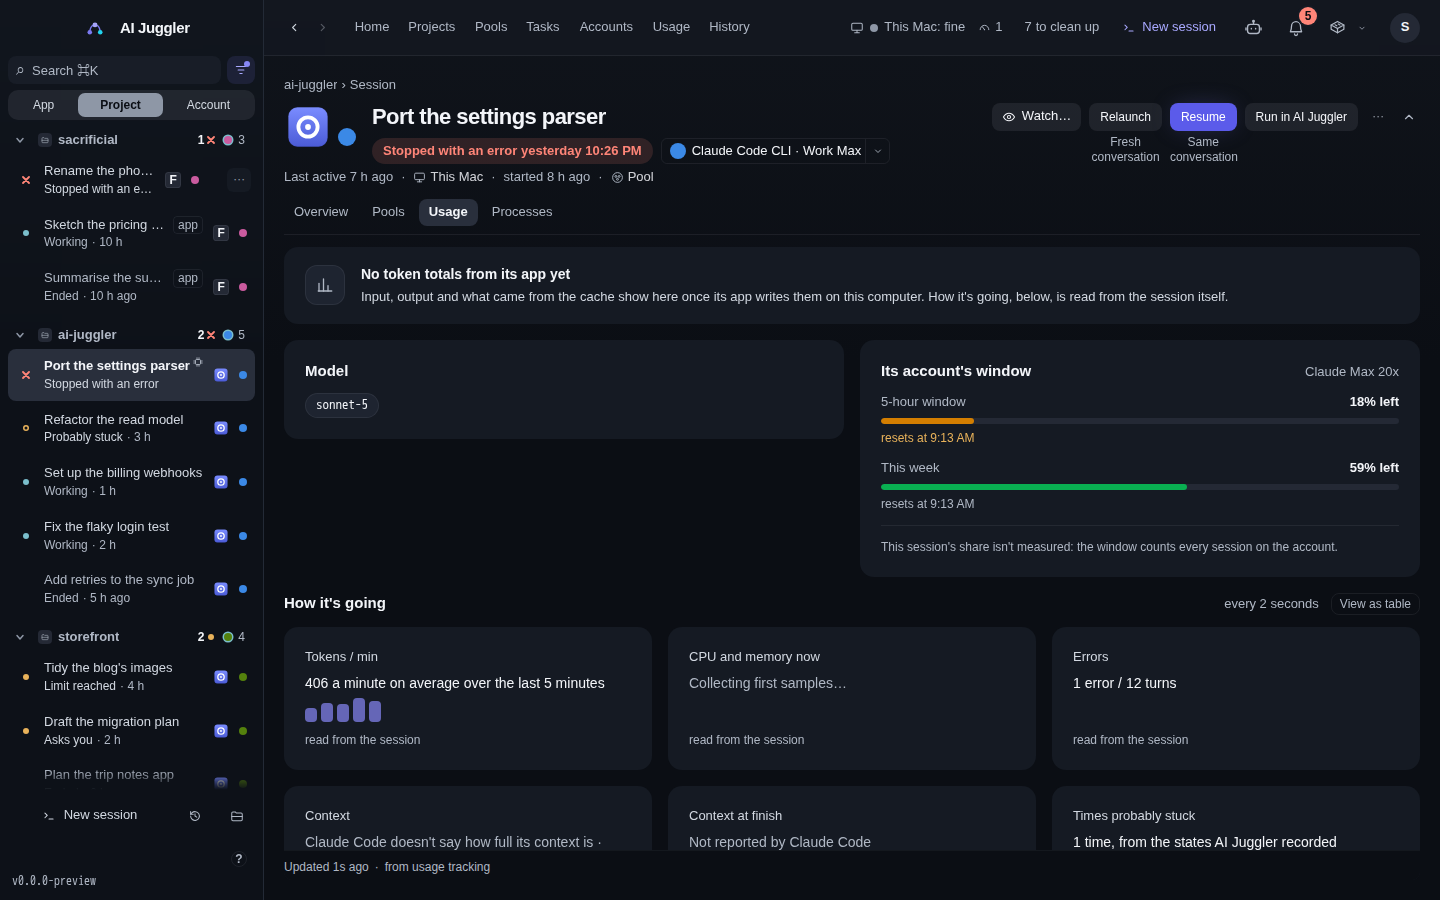 AI Juggler
Search ⌘K
App Project Account
sacrificial 1 3
Rename the pho…
Stopped with an e…
F
Sketch the pricing … app
Working · 10 h
F
Summarise the su… app
Ended · 10 h ago
F
ai-juggler 2 5
Port the settings parser
Stopped with an error
Refactor the read model
Probably stuck · 3 h
Set up the billing webhooks
Working · 1 h
Fix the flaky login test
Working · 2 h
Add retries to the sync job
Ended · 5 h ago
storefront 2 4
Tidy the blog's images
Limit reached · 4 h
Draft the migration plan
Asks you · 2 h
Plan the trip notes app
New session
?
v0.0.0-preview
Home Projects Pools Tasks Accounts Usage History
This Mac: fine 1 7 to clean up New session 5 S
ai-juggler › Session
Port the settings parser
Stopped with an error yesterday 10:26 PM Claude Code CLI · Work Max
Last active 7 h ago · This Mac · started 8 h ago · Pool
Watch… Relaunch Resume Run in AI Juggler ···
Fresh conversation
Same conversation
Overview Pools Usage Processes
No token totals from its app yet
Input, output and what came from the cache show here once its app writes them on this computer. How it's going, below, is read from the session itself.
Model
sonnet-5
Its account's window Claude Max 20x
5-hour window 18% left
resets at 9:13 AM
This week 59% left
resets at 9:13 AM
This session's share isn't measured: the window counts every session on the account.
How it's going every 2 seconds View as table
Tokens / min
406 a minute on average over the last 5 minutes
read from the session
CPU and memory now
Collecting first samples…
read from the session
Errors
1 error / 12 turns
read from the session
Context
Claude Code doesn't say how full its context is ·
Context at finish
Not reported by Claude Code
Times probably stuck
1 time, from the states AI Juggler recorded
Updated 1s ago · from usage tracking